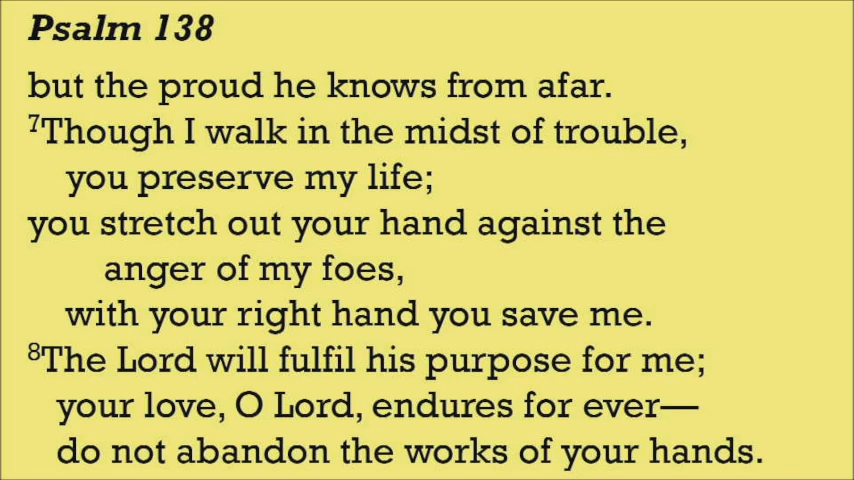 Psalm 138
but the proud he knows from afar.
⁷Though I walk in the midst of trouble,
you preserve my life;
you stretch out your hand against the
anger of my foes,
with your right hand you save me.
⁸The Lord will fulfil his purpose for me;
your love, O Lord, endures for ever—
do not abandon the works of your hands.